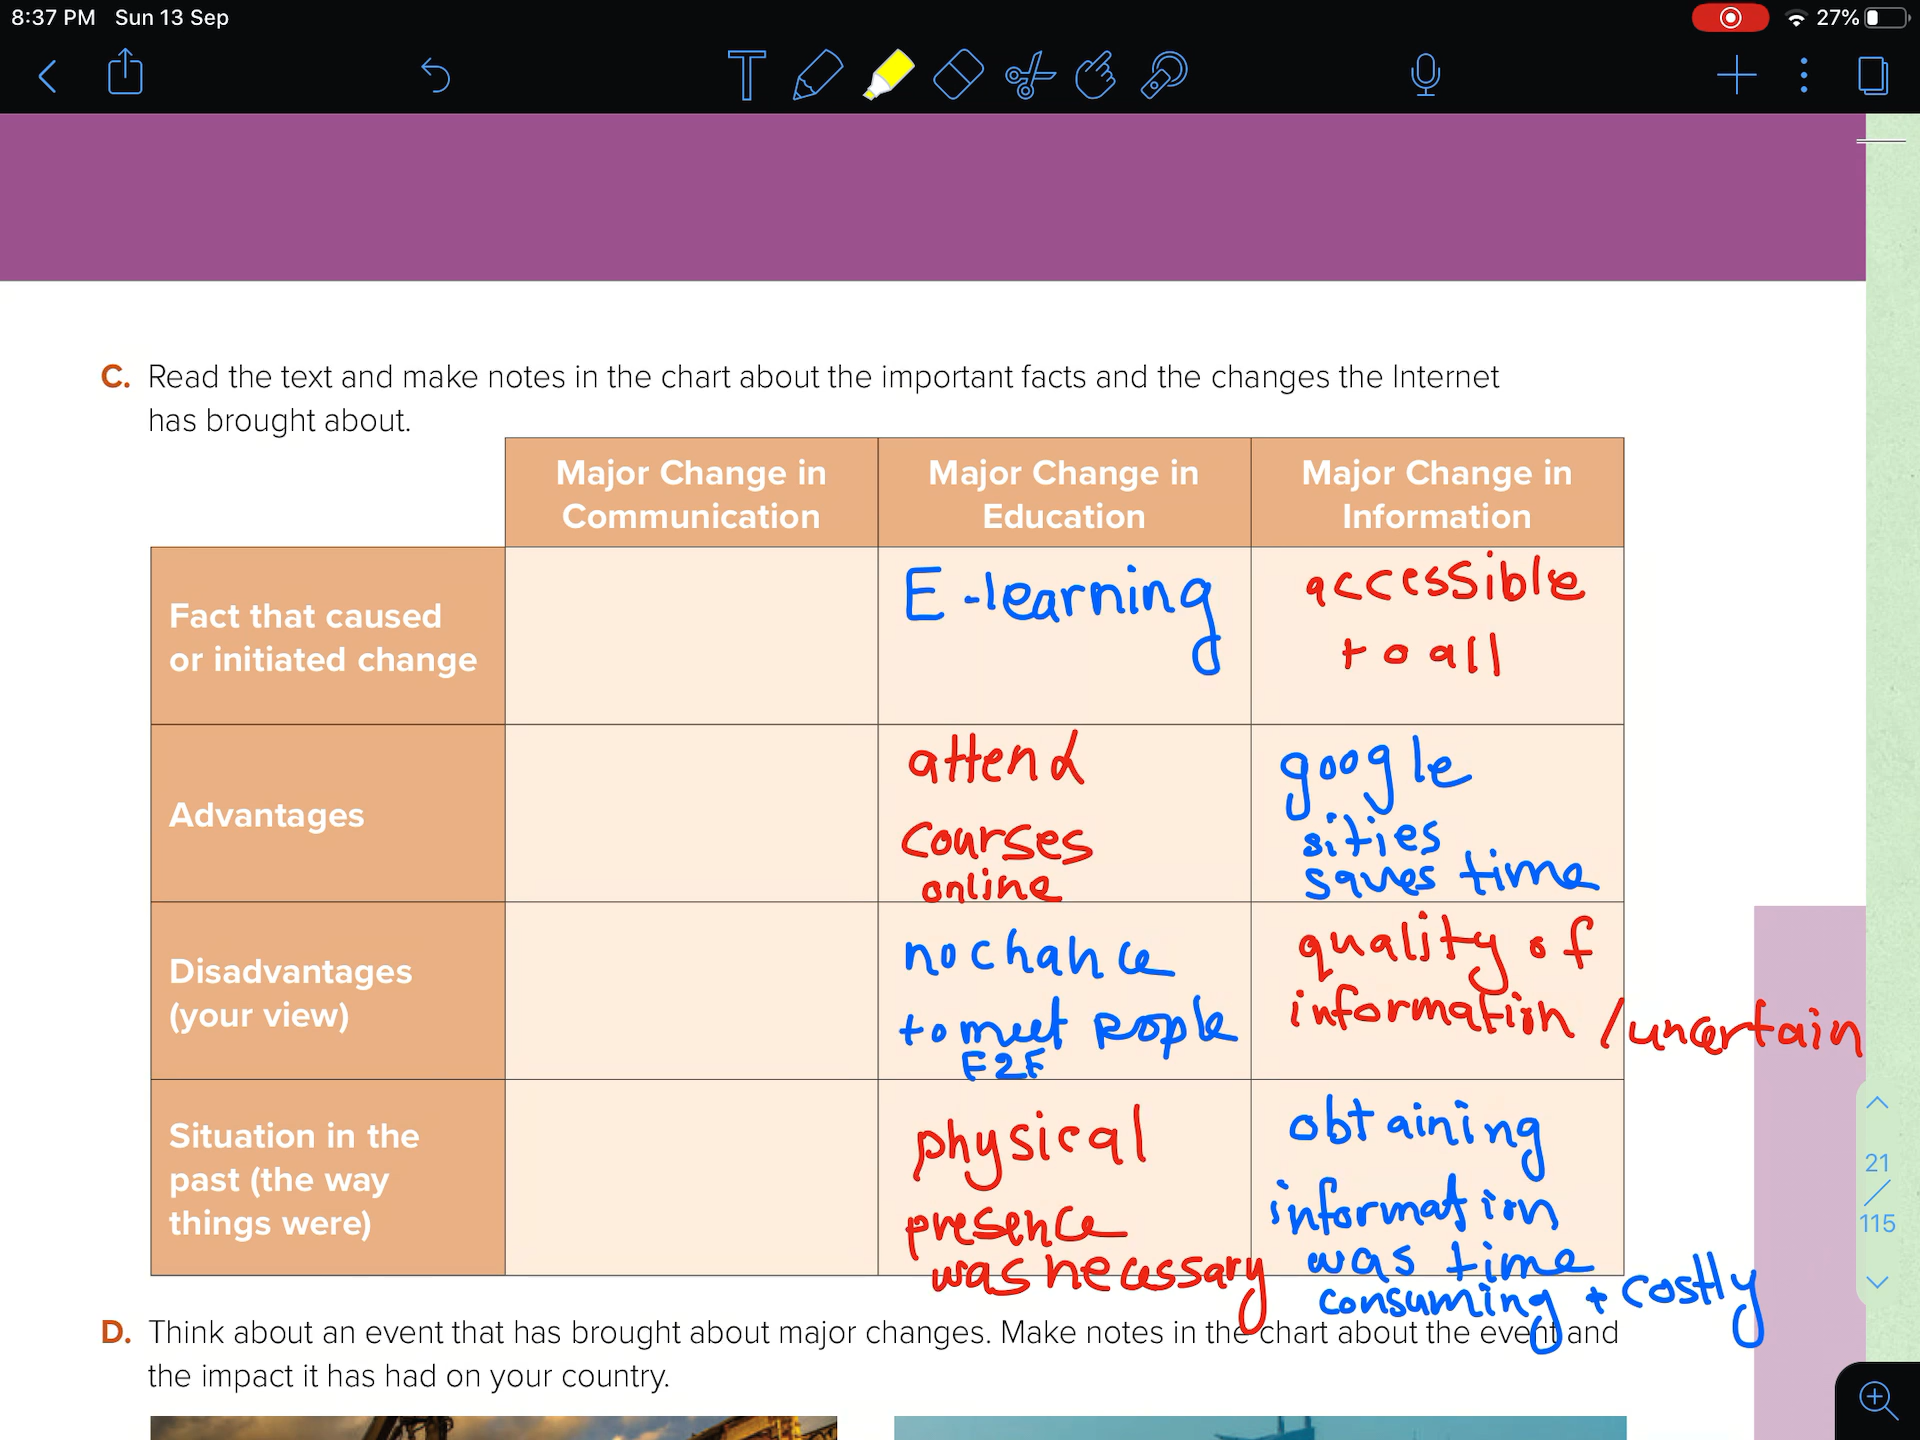 8:37 PM Sun 13 Sep
27%
C. Read the text and make notes in the chart about the important facts and the changes the Internet
has brought about.
Major Change in
Communication
Major Change in
Education
Major Change in
Information
Fact that caused
or initiated change
E-learning
accessible
to all
Advantages
attend
courses
online
google
sities
saves time
Disadvantages
(your view)
no chance
to meet people
F2F
quality of
information / uncertain
Situation in the
past (the way
things were)
physical
presence
was necessary
obtaining
information
was time
consuming + costly
D. Think about an event that has brought about major changes. Make notes in the chart about the event and
the impact it has had on your country.
21
/
115